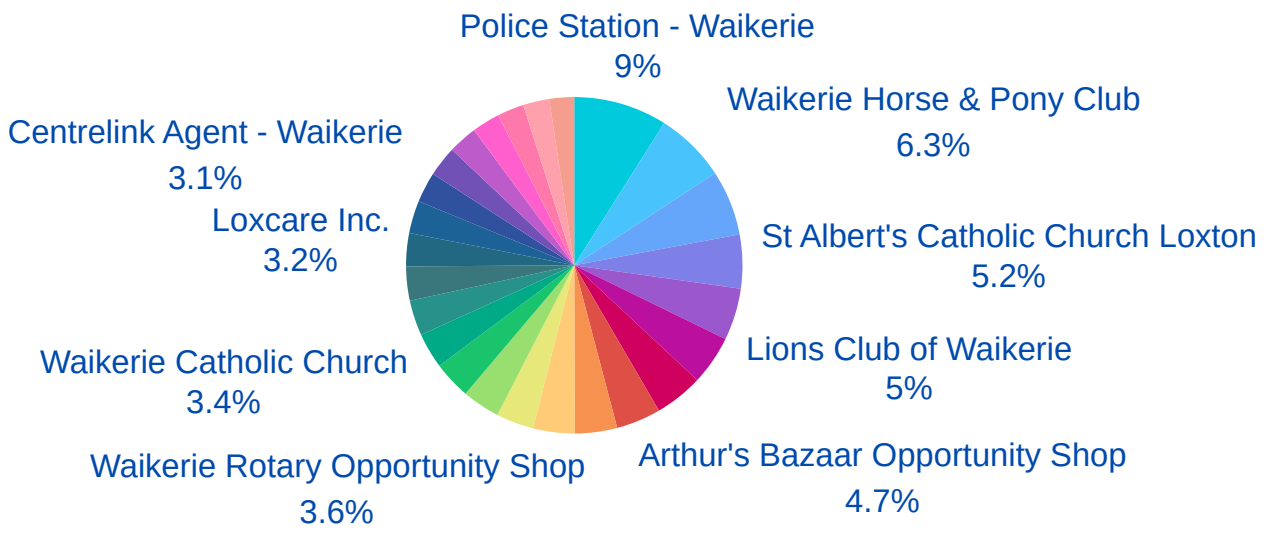 Police Station - Waikerie
9%
Waikerie Horse & Pony Club
6.3%
St Albert's Catholic Church Loxton
5.2%
Lions Club of Waikerie
5%
Arthur's Bazaar Opportunity Shop
4.7%
Waikerie Rotary Opportunity Shop
3.6%
Waikerie Catholic Church
3.4%
Loxcare Inc.
3.2%
Centrelink Agent - Waikerie
3.1%